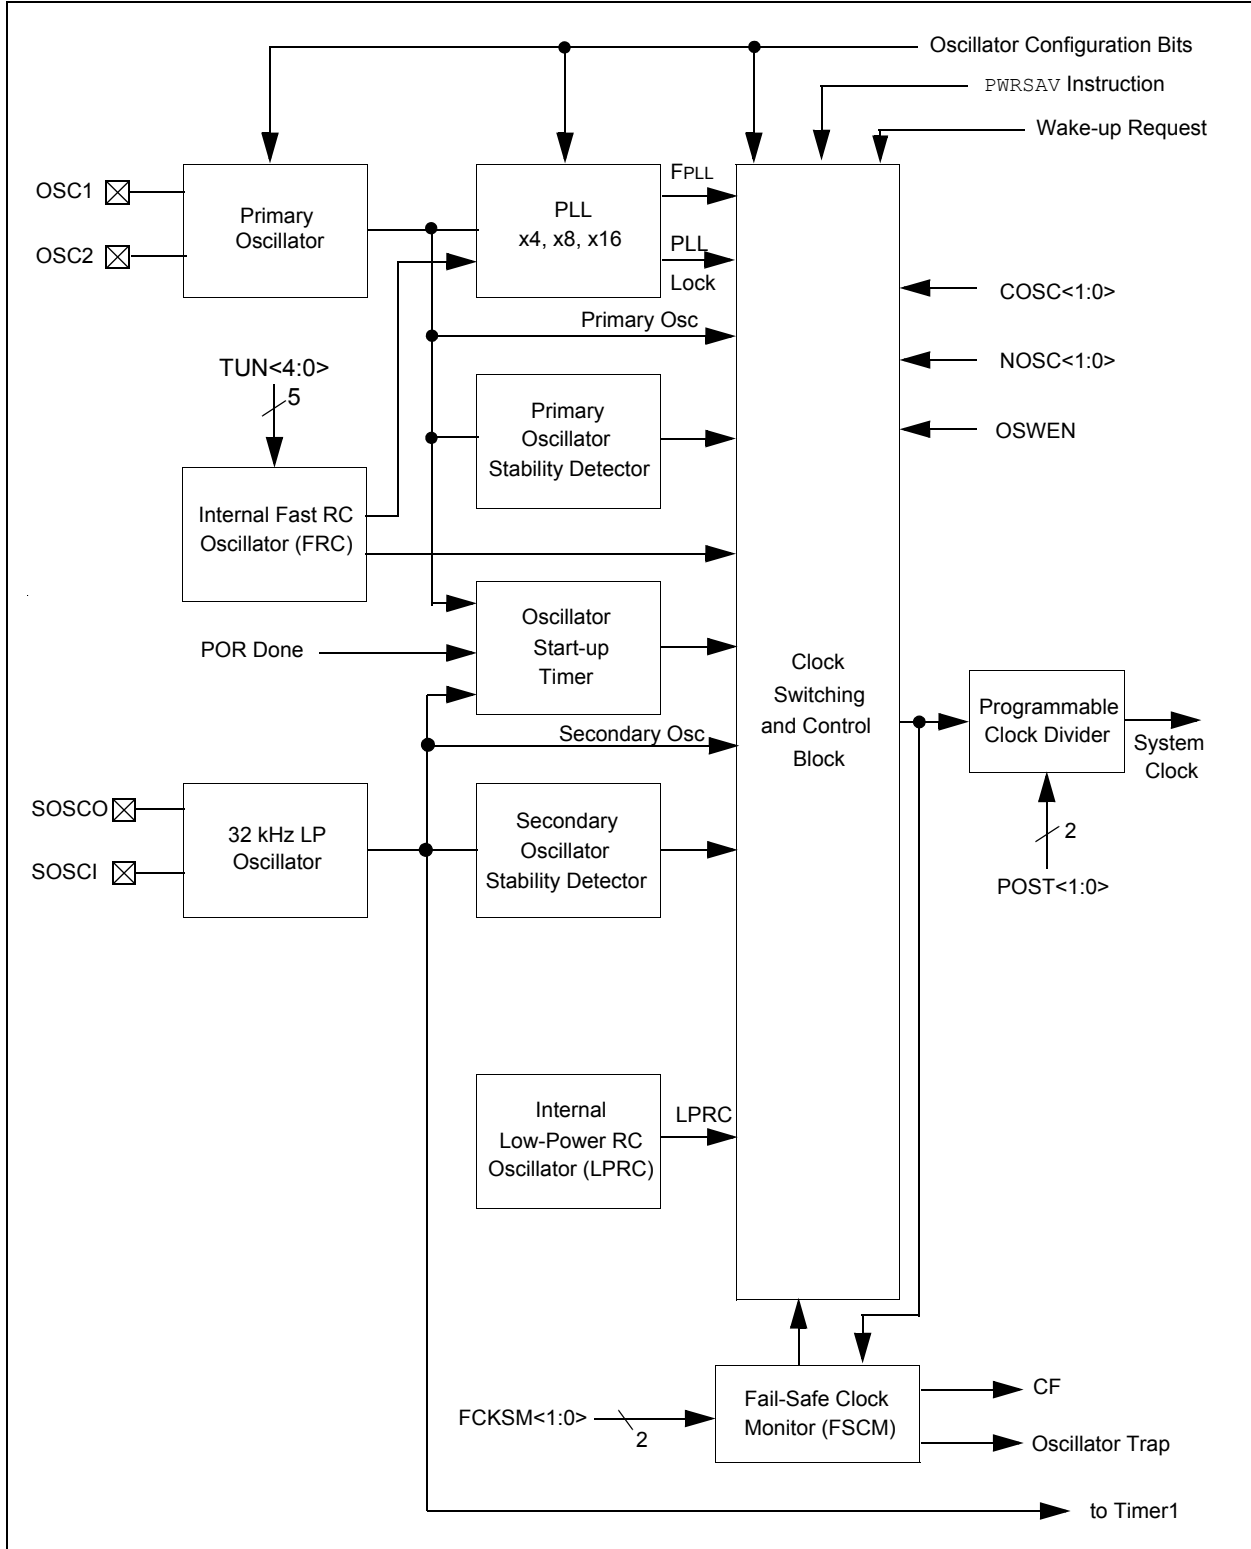 Oscillator Configuration Bits
PWRSAV Instruction
Wake-up Request
OSC1
OSC2
Primary
Oscillator
PLL
x4, x8, x16
FPLL
PLL
Lock
Primary Osc
COSC<1:0>
NOSC<1:0>
OSWEN
TUN<4:0>
5
Primary
Oscillator
Stability Detector
Internal Fast RC
Oscillator (FRC)
Oscillator
Start-up
Timer
POR Done
Clock
Switching
and Control
Block
Programmable
Clock Divider
System
Clock
Secondary Osc
SOSCO
SOSCI
32 kHz LP
Oscillator
Secondary
Oscillator
Stability Detector
2
POST<1:0>
Internal
Low-Power RC
Oscillator (LPRC)
LPRC
FCKSM<1:0>
2
Fail-Safe Clock
Monitor (FSCM)
CF
Oscillator Trap
to Timer1